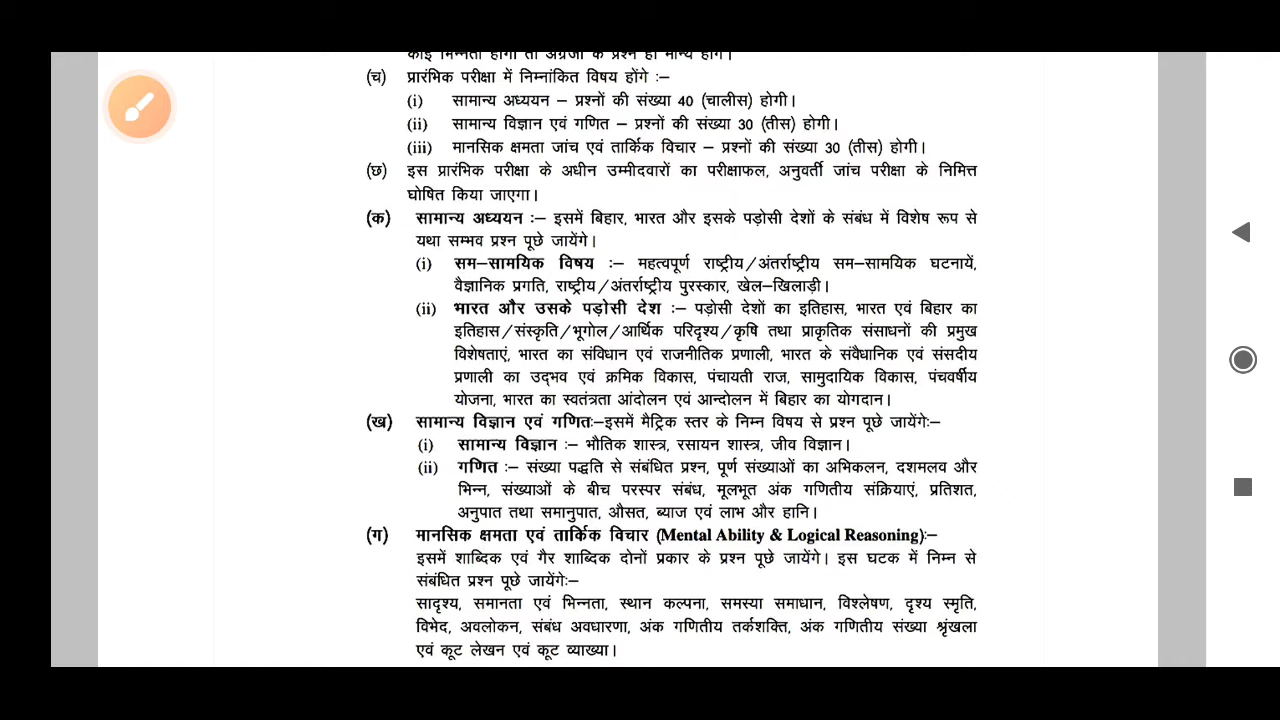 कोई भिन्नता होगी तो अंग्रेजी के प्रश्न ही मान्य होंगे।
(च) प्रारंभिक परीक्षा में निम्नांकित विषय होंगे :–
(i) सामान्य अध्ययन – प्रश्नों की संख्या 40 (चालीस) होगी।
(ii) सामान्य विज्ञान एवं गणित – प्रश्नों की संख्या 30 (तीस) होगी।
(iii) मानसिक क्षमता जांच एवं तार्किक विचार – प्रश्नों की संख्या 30 (तीस) होगी।
(छ) इस प्रारंभिक परीक्षा के अधीन उम्मीदवारों का परीक्षाफल, अनुवर्ती जांच परीक्षा के निमित्त
घोषित किया जाएगा।
(क) सामान्य अध्ययन :– इसमें बिहार, भारत और इसके पड़ोसी देशों के संबंध में विशेष रूप से
यथा सम्भव प्रश्न पूछे जायेंगे।
(i) सम–सामयिक विषय :– महत्वपूर्ण राष्ट्रीय/अंतर्राष्ट्रीय सम–सामयिक घटनायें,
वैज्ञानिक प्रगति, राष्ट्रीय/अंतर्राष्ट्रीय पुरस्कार, खेल–खिलाड़ी।
(ii) भारत और उसके पड़ोसी देश :– पड़ोसी देशों का इतिहास, भारत एवं बिहार का
इतिहास/संस्कृति/भूगोल/आर्थिक परिदृश्य/कृषि तथा प्राकृतिक संसाधनों की प्रमुख
विशेषताएं, भारत का संविधान एवं राजनीतिक प्रणाली, भारत के संवैधानिक एवं संसदीय
प्रणाली का उद्भव एवं क्रमिक विकास, पंचायती राज, सामुदायिक विकास, पंचवर्षीय
योजना, भारत का स्वतंत्रता आंदोलन एवं आन्दोलन में बिहार का योगदान।
(ख) सामान्य विज्ञान एवं गणितः–इसमें मैट्रिक स्तर के निम्न विषय से प्रश्न पूछे जायेंगेः–
(i) सामान्य विज्ञान :– भौतिक शास्त्र, रसायन शास्त्र, जीव विज्ञान।
(ii) गणित :– संख्या पद्धति से संबंधित प्रश्न, पूर्ण संख्याओं का अभिकलन, दशमलव और
भिन्न, संख्याओं के बीच परस्पर संबंध, मूलभूत अंक गणितीय संक्रियाएं, प्रतिशत,
अनुपात तथा समानुपात, औसत, ब्याज एवं लाभ और हानि।
(ग) मानसिक क्षमता एवं तार्किक विचार (Mental Ability & Logical Reasoning):–
इसमें शाब्दिक एवं गैर शाब्दिक दोनों प्रकार के प्रश्न पूछे जायेंगे। इस घटक में निम्न से
संबंधित प्रश्न पूछे जायेंगेः–
सादृश्य, समानता एवं भिन्नता, स्थान कल्पना, समस्या समाधान, विश्लेषण, दृश्य स्मृति,
विभेद, अवलोकन, संबंध अवधारणा, अंक गणितीय तर्कशक्ति, अंक गणितीय संख्या श्रृंखला
एवं कूट लेखन एवं कूट व्याख्या।